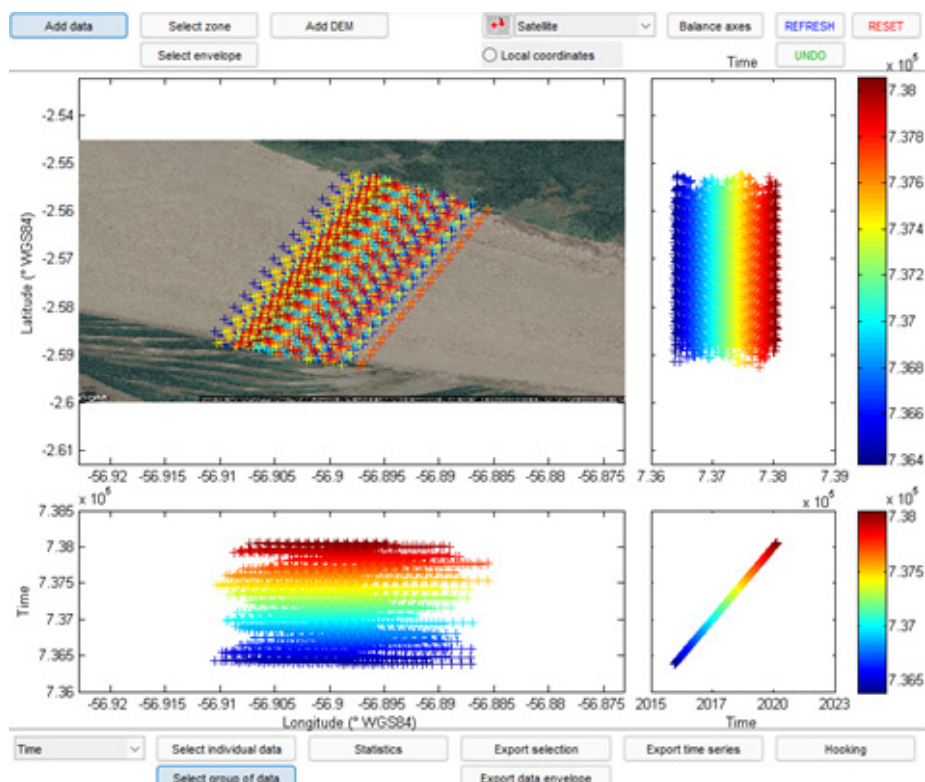 Add data Select zone Add DEM Satellite Balance axes REFRESH RESET
Select envelope Local coordinates UNDO
Time x 10^5
-2.54
-2.55
-2.56
-2.57
-2.58
-2.59
-2.6
-2.61
Latitude (° WGS84)
-56.92 -56.915 -56.91 -56.905 -56.9 -56.895 -56.89 -56.885 -56.88 -56.875
7.36 7.37 7.38 7.39
x 10^5
7.38
7.378
7.376
7.374
7.372
7.37
7.368
7.366
7.364
x 10^5
7.385
7.38
7.375
7.37
7.365
7.36
Time
-56.92 -56.915 -56.91 -56.905 -56.9 -56.895 -56.89 -56.885 -56.88 -56.875
Longitude (° WGS84)
2015 2017 2020 2023
Time
x 10^5
7.38
7.375
7.37
7.365
Time Select individual data Statistics Export selection Export time series Hooking
Select group of data Export data envelope